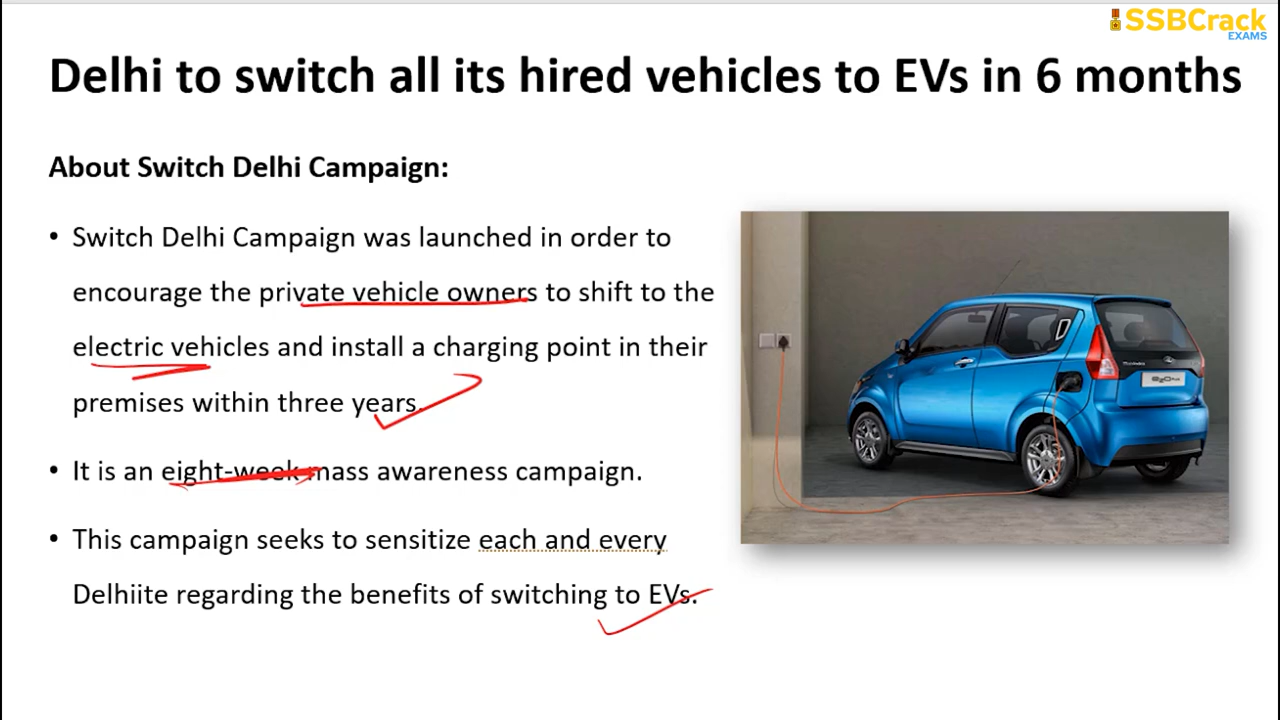 SSBCrack
EXAMS
Delhi to switch all its hired vehicles to EVs in 6 months
About Switch Delhi Campaign:
• Switch Delhi Campaign was launched in order to
encourage the private vehicle owners to shift to the
electric vehicles and install a charging point in their
premises within three years.
• It is an eight-week mass awareness campaign.
• This campaign seeks to sensitize each and every
Delhiite regarding the benefits of switching to EVs.